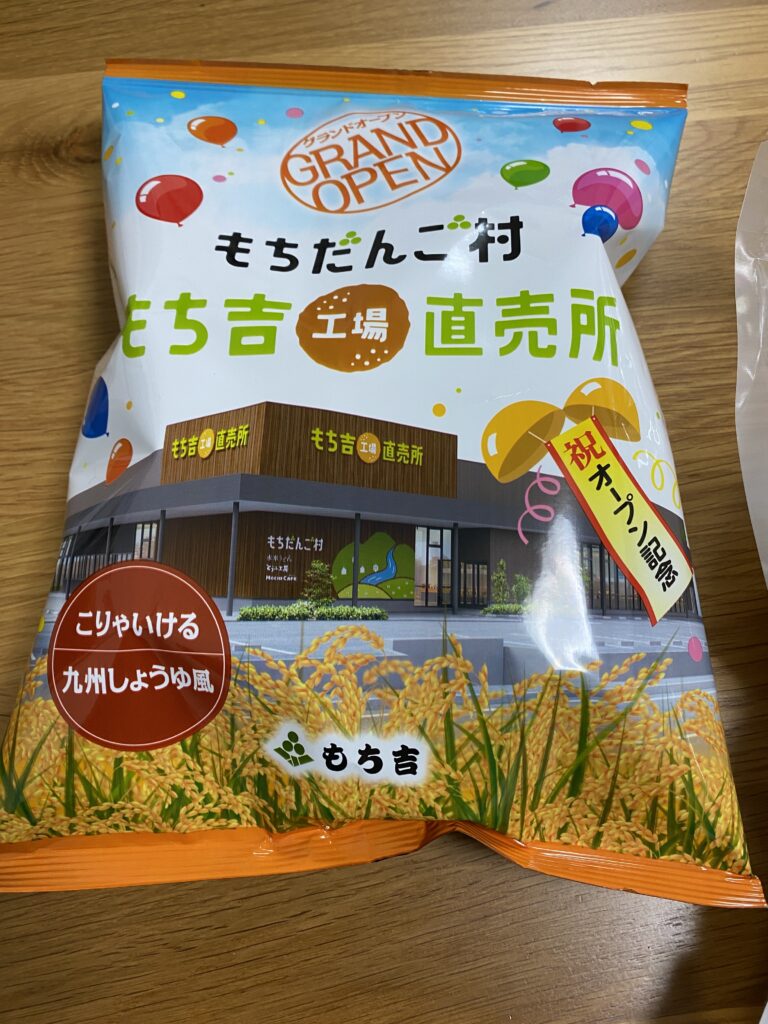 グランドオープン
GRAND
OPEN
もちだんご村
もち吉 工場 直売所
もち吉 工場 直売所
もち吉 工場 直売所
祝 オープン記念
もちだんご村
Mochi Cafe
こりゃいける
九州しょうゆ風
もち吉